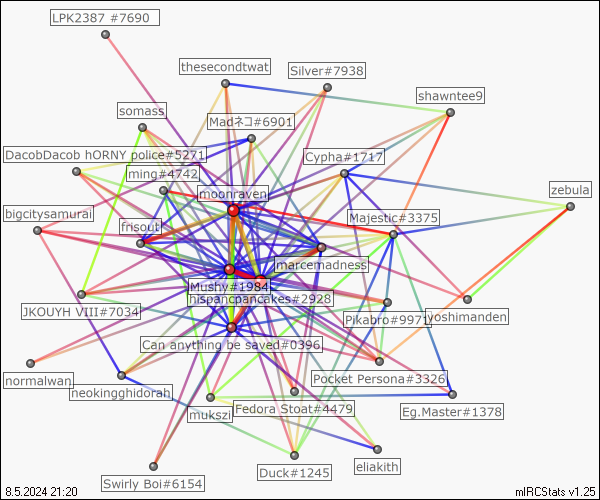 LPK2387 #7690
thesecondtwat
Silver#7938
shawntee9
somass
Madネコ#6901
DacobDacob hORNY police#5271
Cypha#1717
ming#4742
zebula
moonraven
bigcitysamurai
Majestic#3375
frisout
marcemadness
Mushy#1984
hispancpancakes#2928
JKOUYH VIII#7034
Pikabro#9971
yoshimanden
Can anything be saved#0396
normalwan
Pocket Persona#3326
neokingghidorah
mukszi
Fedora Stoat#4479
Eg.Master#1378
eliakith
Duck#1245
Swirly Boi#6154
8.5.2024 21:20
mIRCStats v1.25